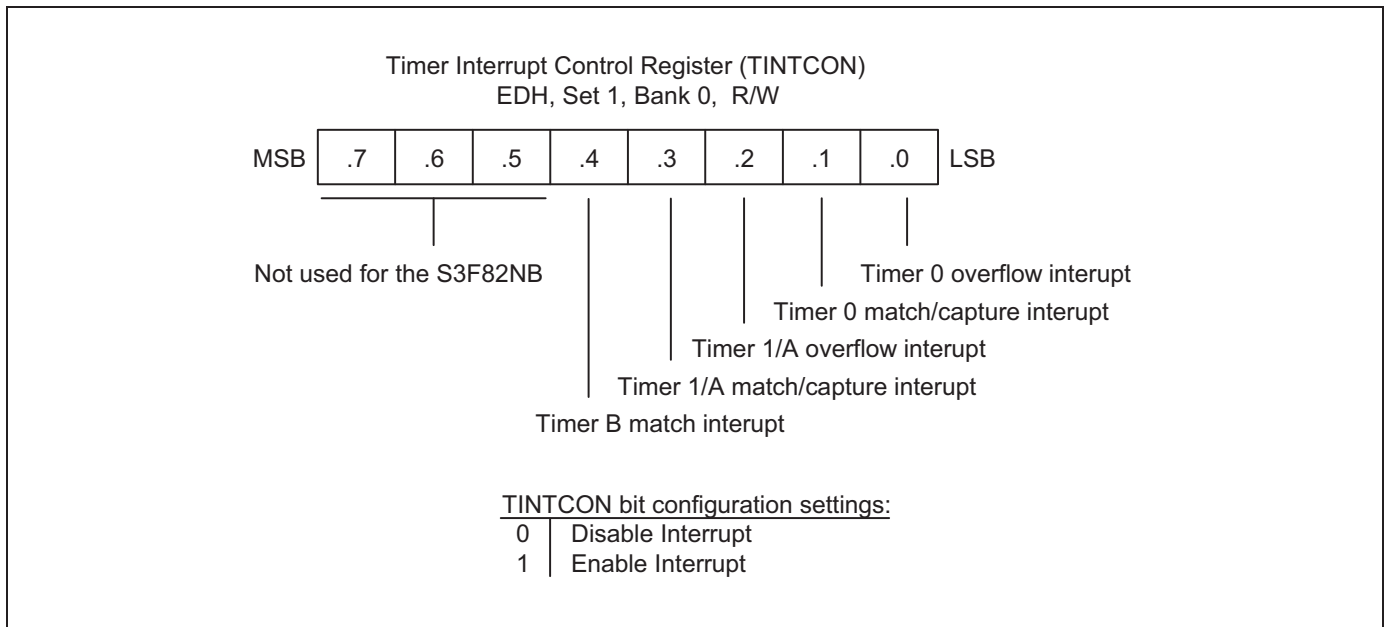 Timer Interrupt Control Register (TINTCON)
EDH, Set 1, Bank 0, R/W
MSB .7 .6 .5 .4 .3 .2 .1 .0 LSB
Not used for the S3F82NB
Timer 0 overflow interupt
Timer 0 match/capture interupt
Timer 1/A overflow interupt
Timer 1/A match/capture interupt
Timer B match interupt
TINTCON bit configuration settings:
0 Disable Interrupt
1 Enable Interrupt